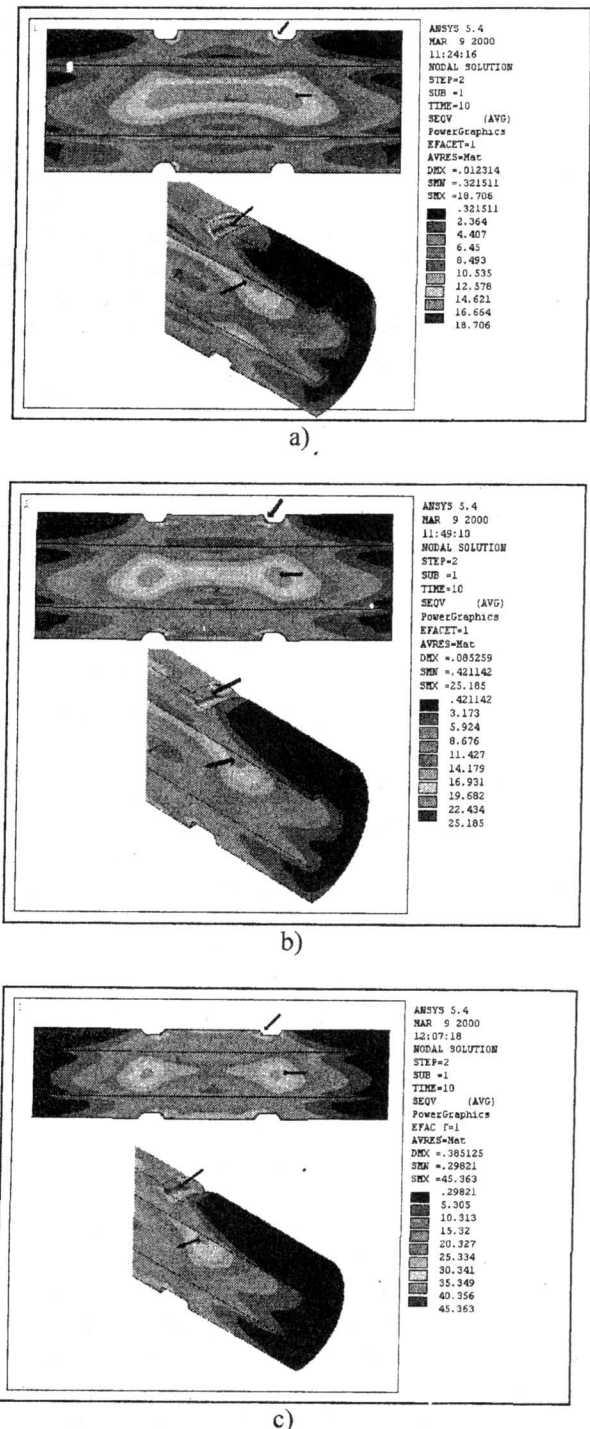 1
ANSYS 5.4
MAR 9 2000
11:24:16
NODAL SOLUTION
STEP=2
SUB =1
TIME=10
SEQV (AVG)
PowerGraphics
EFACET=1
AVRES=Mat
DMX =.012314
SMN =.321511
SMX =18.706
.321511
2.364
4.407
6.45
8.493
10.535
12.578
14.621
16.664
18.706
a)
1
ANSYS 5.4
MAR 9 2000
11:49:10
NODAL SOLUTION
STEP=2
SUB =1
TIME=10
SEQV (AVG)
PowerGraphics
EFACET=1
AVRES=Mat
DMX =.085259
SMN =.421142
SMX =25.185
.421142
3.173
5.924
8.676
11.427
14.179
16.931
19.682
22.434
25.185
b)
1
ANSYS 5.4
MAR 9 2000
12:07:18
NODAL SOLUTION
STEP=2
SUB =1
TIME=10
SEQV (AVG)
PowerGraphics
EFAC Γ=1
AVRES=Mat
DMX =.385125
SMN =.29821
SMX =45.363
.29821
5.305
10.313
15.32
20.327
25.334
30.341
35.349
40.356
45.363
c)